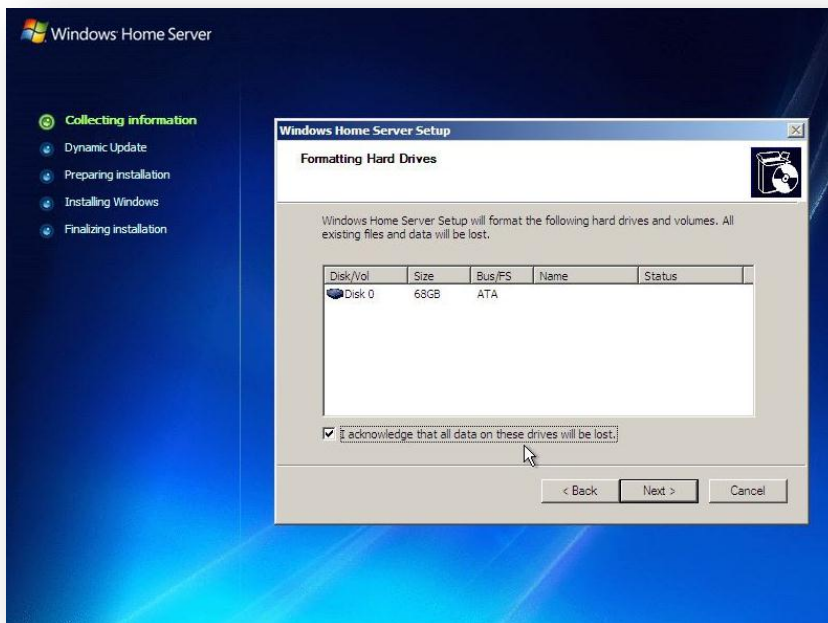 Windows Home Server
Collecting information
Dynamic Update
Preparing installation
Installing Windows
Finalizing installation
Windows Home Server Setup
Formatting Hard Drives
Windows Home Server Setup will format the following hard drives and volumes. All
existing files and data will be lost.
Disk/Vol Size Bus/FS Name Status
Disk 0 68GB ATA
I acknowledge that all data on these drives will be lost.
< Back Next > Cancel